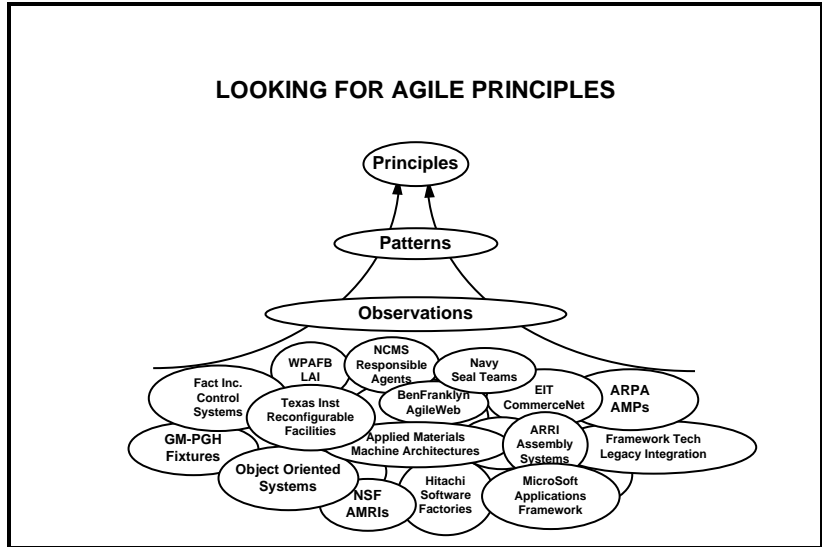 LOOKING FOR AGILE PRINCIPLES
Principles
Patterns
Observations
WPAFB
LAI
NCMS
Responsible
Agents
Navy
Seal Teams
Fact Inc.
Control
Systems
Texas Inst
Reconfigurable
Facilities
BenFranklyn
AgileWeb
EIT
CommerceNet
ARPA
AMPs
GM-PGH
Fixtures
Applied Materials
Machine Architectures
ARRI
Assembly
Systems
Framework Tech
Legacy Integration
Object Oriented
Systems
NSF
AMRIs
Hitachi
Software
Factories
MicroSoft
Applications
Framework